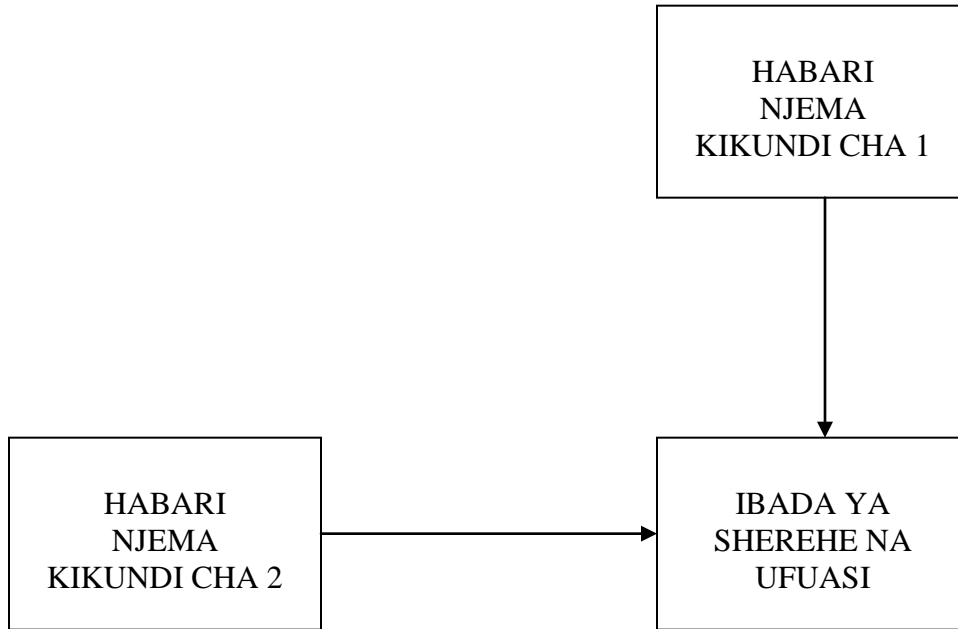 HABARI
NJEMA
KIKUNDI CHA 1
HABARI
NJEMA
KIKUNDI CHA 2
IBADA YA
SHEREHE NA
UFUASI